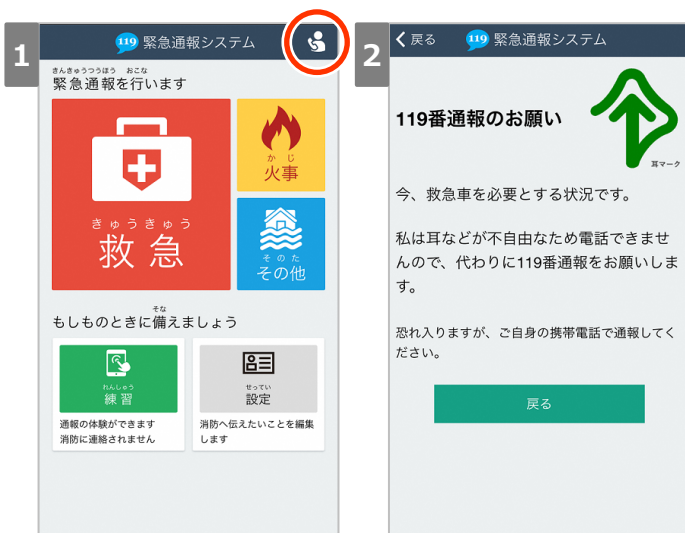 1
119 緊急通報システム
きんきゅうつうほう おこな
緊急通報を行います
きゅうきゅう
救急
かじ
火事
そのた
その他
そな
もしものときに備えましょう
れんしゅう
練習
通報の体験ができます
消防に連絡されません
せってい
設定
消防へ伝えたいことを編集
します
2
戻る
119 緊急通報システム
119番通報のお願い
耳マーク
今、救急車を必要とする状況です。
私は耳などが不自由なため電話できませ
んので、代わりに119番通報をお願いしま
す。
恐れ入りますが、ご自身の携帯電話で通報してく
ださい。
戻る